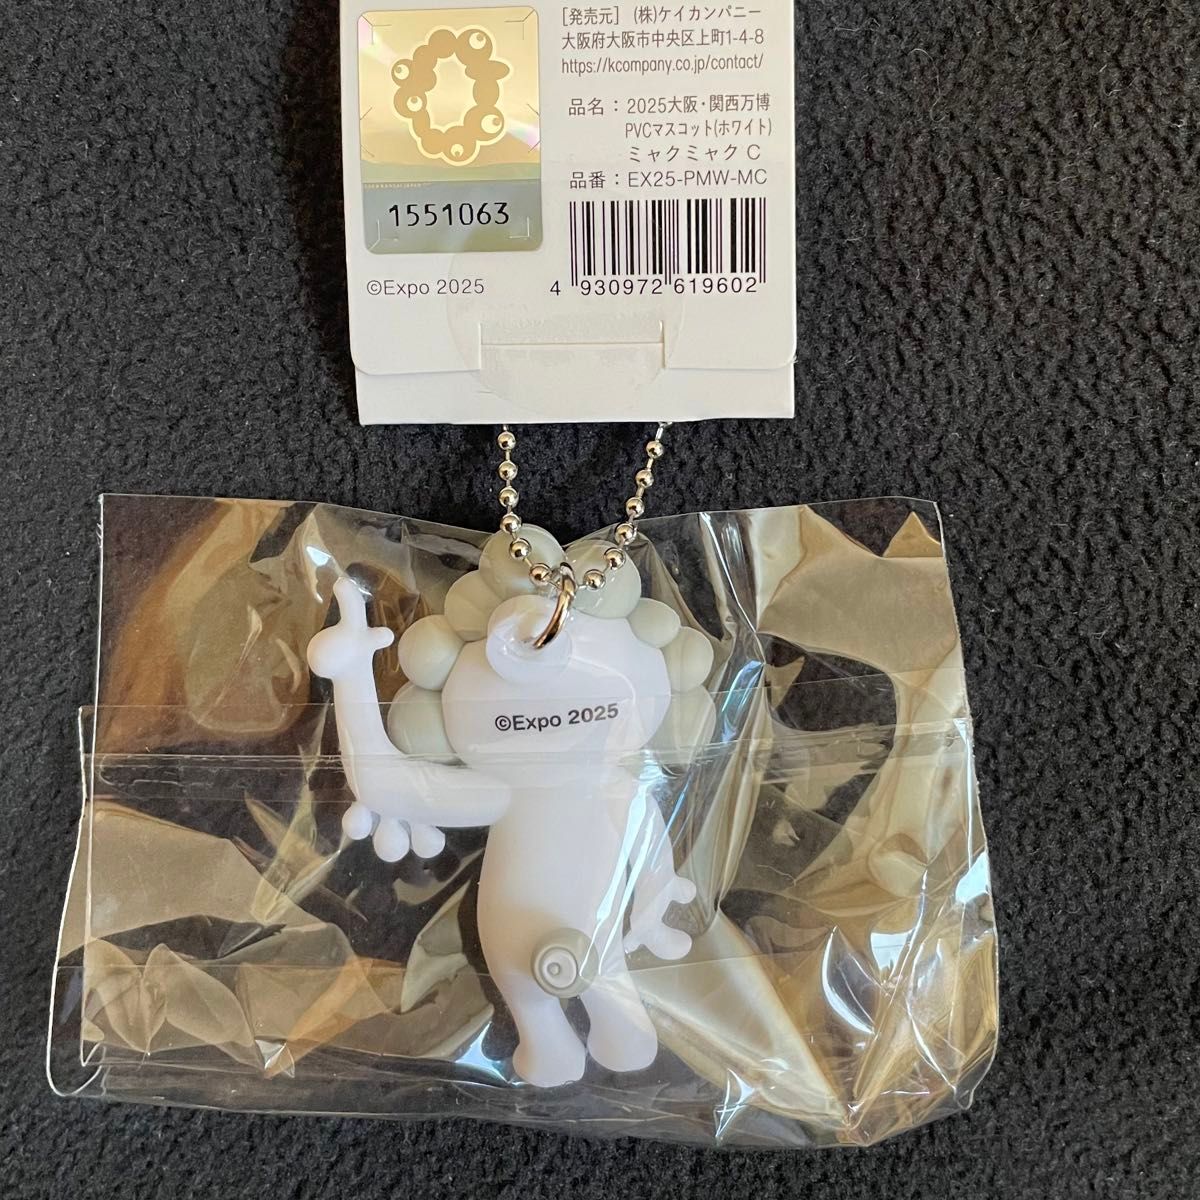 [発売元] (株)ケイカンパニー
大阪府大阪市中央区上町1-4-8
https://kcompany.co.jp/contact/
品名：2025大阪・関西万博
PVCマスコット(ホワイト)
ミャクミャク C
品番：EX25-PMW-MC
1551063
©Expo 2025
4 930972 619602
©Expo 2025